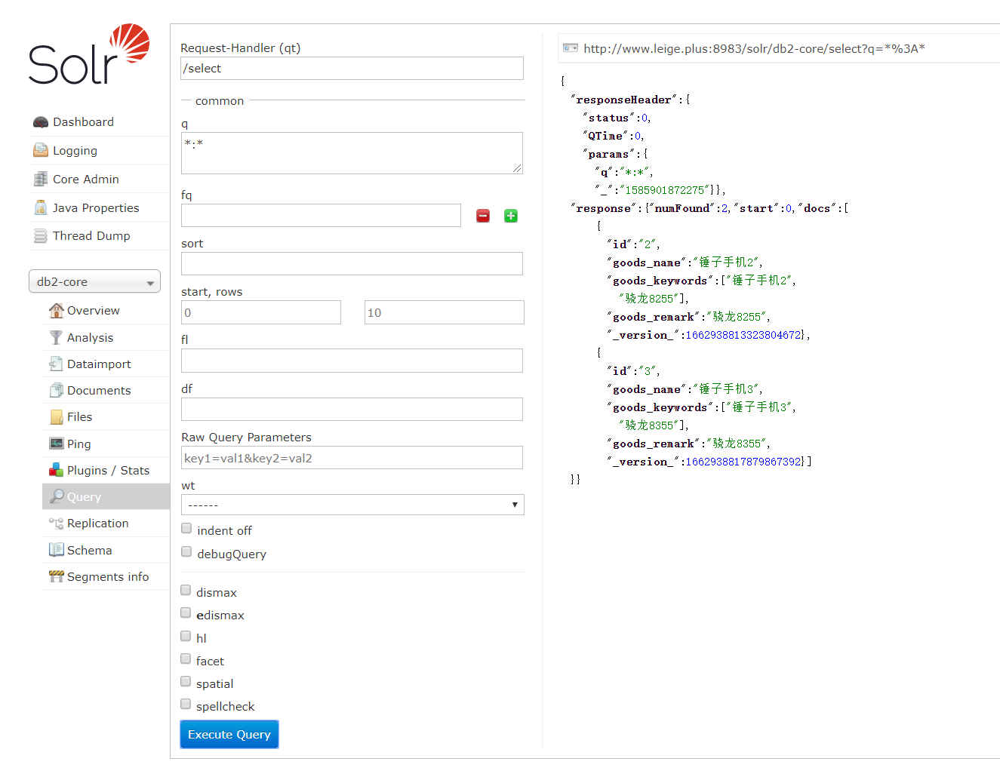 Solr
Dashboard
Logging
Core Admin
Java Properties
Thread Dump
db2-core
Overview
Analysis
Dataimport
Documents
Files
Ping
Plugins / Stats
Query
Replication
Schema
Segments info
Request-Handler (qt)
/select
common
q
*:*
fq
sort
start, rows
0 10
fl
df
Raw Query Parameters
key1=val1&key2=val2
wt
------
indent off
debugQuery
dismax
edismax
hl
facet
spatial
spellcheck
Execute Query
http://www.leige.plus:8983/solr/db2-core/select?q=*%3A*
{
"responseHeader":{
"status":0,
"QTime":0,
"params":{
"q":"*:*",
"_":"1585901872275"}},
"response":{"numFound":2,"start":0,"docs":[
{
"id":"2",
"goods_name":"锤子手机2",
"goods_keywords":["锤子手机2",
"骁龙8255"],
"goods_remark":"骁龙8255",
"_version_":1662938813323804672},
{
"id":"3",
"goods_name":"锤子手机3",
"goods_keywords":["锤子手机3",
"骁龙8355"],
"goods_remark":"骁龙8355",
"_version_":1662938817879867392}]
}}